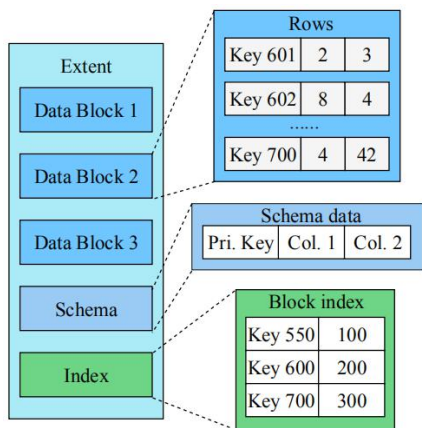 Extent
Data Block 1
Data Block 2
Data Block 3
Schema
Index
Rows
Key 601 2 3
Key 602 8 4
......
Key 700 4 42
Schema data
Pri. Key Col. 1 Col. 2
Block index
Key 550 100
Key 600 200
Key 700 300